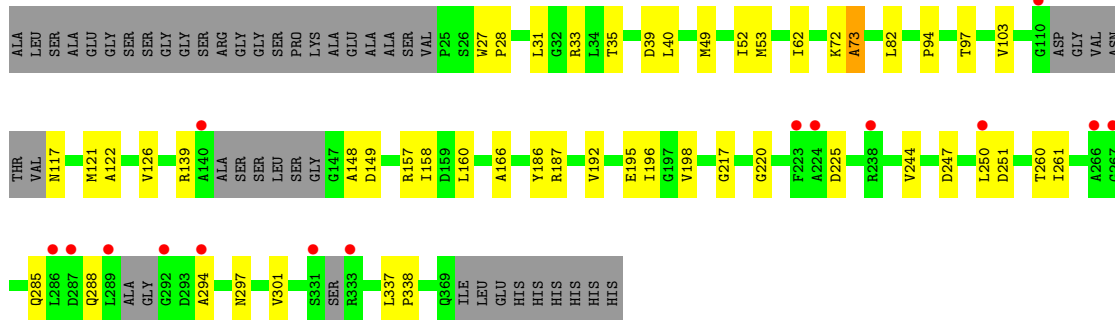 ALA LEU SER ALA GLU GLY SER SER GLY GLY SER ARG GLY GLY SER PRO LYS ALA GLU ALA ALA SER VAL P25 S26 W27 P28 L31 G32 R33 L34 T35 D39 L40 M49 I52 M53 I62 K72 A73 L82 P94 T97 V103 G110 ASP GLY VAL ASN
THR VAL N117 M121 A122 V126 R139 A140 ALA SER SER LEU SER GLY G147 A148 D149 R157 I158 D159 L160 A166 Y186 R187 V192 E195 I196 G197 V198 G217 G220 F223 A224 D225 R238 V244 D247 L250 D251 T260 I261 A266 G267
Q285 L286 D287 Q288 L289 ALA GLY G292 D293 A294 N297 V301 S331 SER R333 L337 P338 Q369 ILE LEU GLU HIS HIS HIS HIS HIS HIS